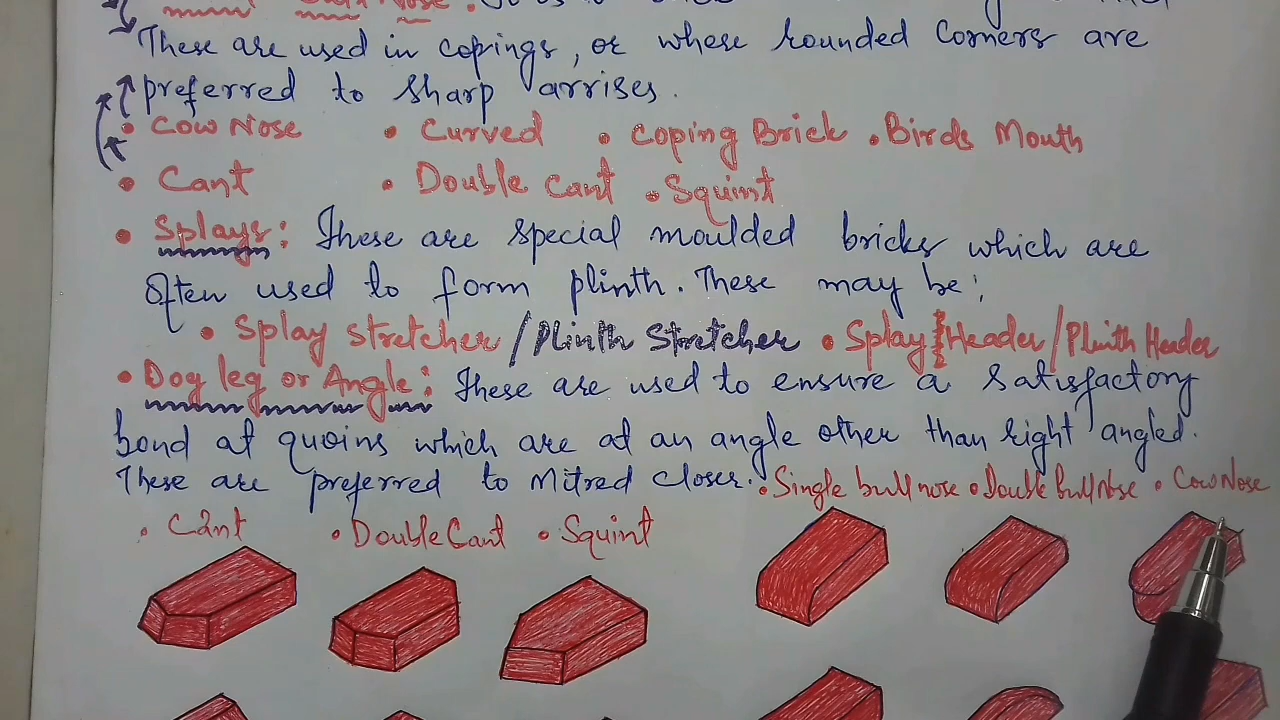 These are used in copings, or where rounded corners are
preferred to sharp arrises.
• Cow Nose • Curved • Coping Brick • Birds Mouth
• Cant • Double Cant • Squint
• Splays: These are special moulded bricks which are
often used to form plinth. These may be;
• Splay Stretcher/Plinth Stretcher • Splay Header/Plinth Header
• Dog leg or Angle: These are used to ensure a satisfactory
bond at quoins which are at an angle other than right angled.
These are preferred to Mitred closer.
• Single bull nose • Double Bull Nose • Cow Nose
• Cant • Double Cant • Squint